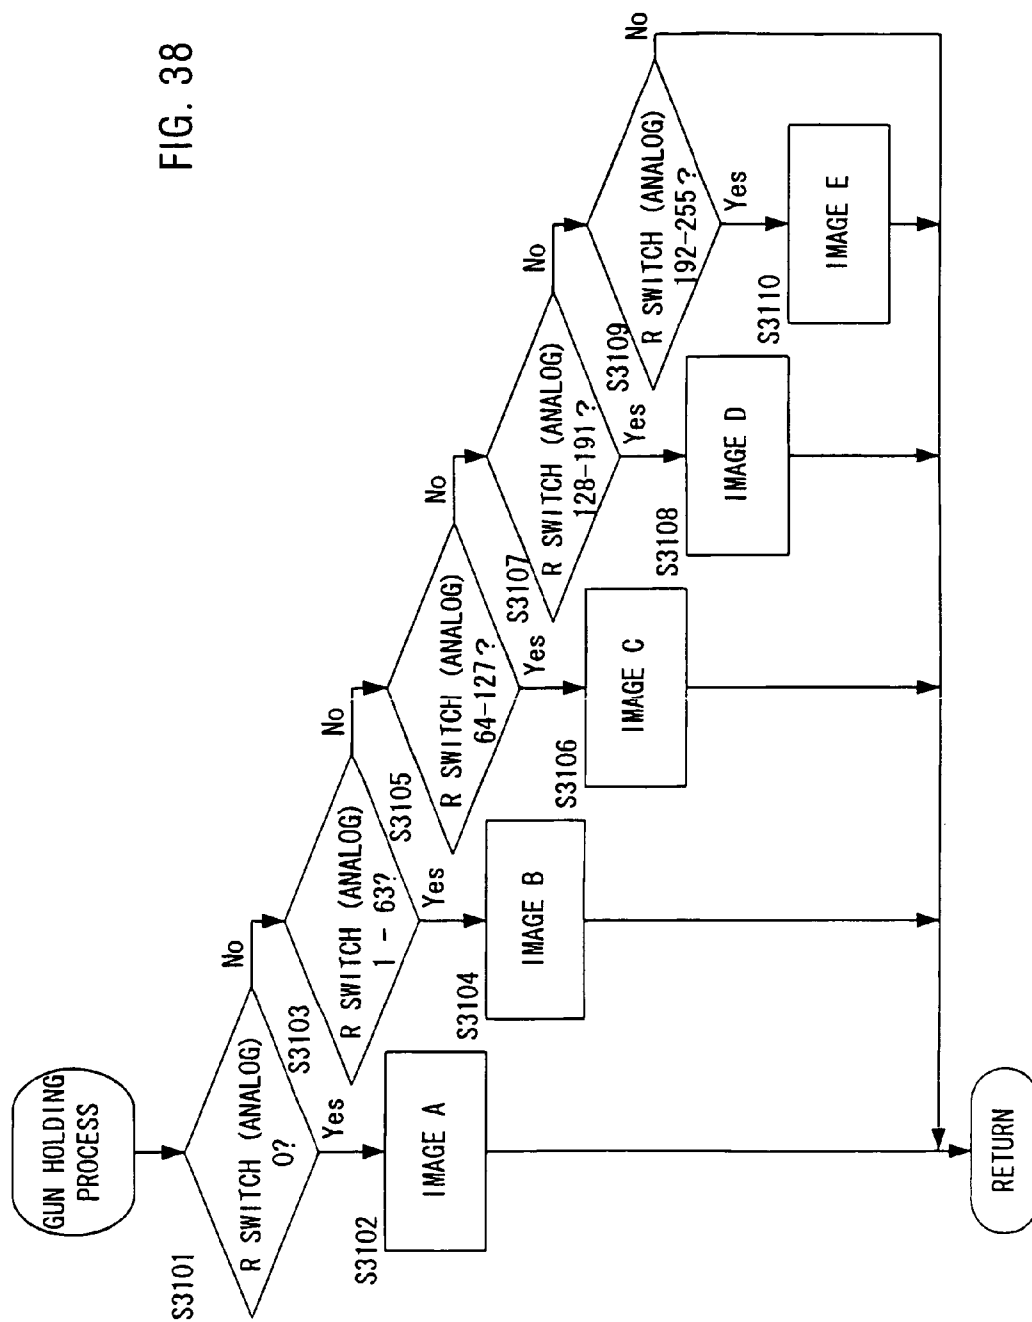 FIG. 38
GUN HOLDING
PROCESS
S3101
R SWITCH (ANALOG)
0?
No
Yes
S3102
IMAGE A
S3103
R SWITCH (ANALOG)
1 - 63?
No
Yes
S3104
IMAGE B
S3105
R SWITCH (ANALOG)
64-127?
No
Yes
S3106
IMAGE C
S3107
R SWITCH (ANALOG)
128-191?
No
Yes
S3108
IMAGE D
S3109
R SWITCH (ANALOG)
192-255?
No
Yes
S3110
IMAGE E
RETURN